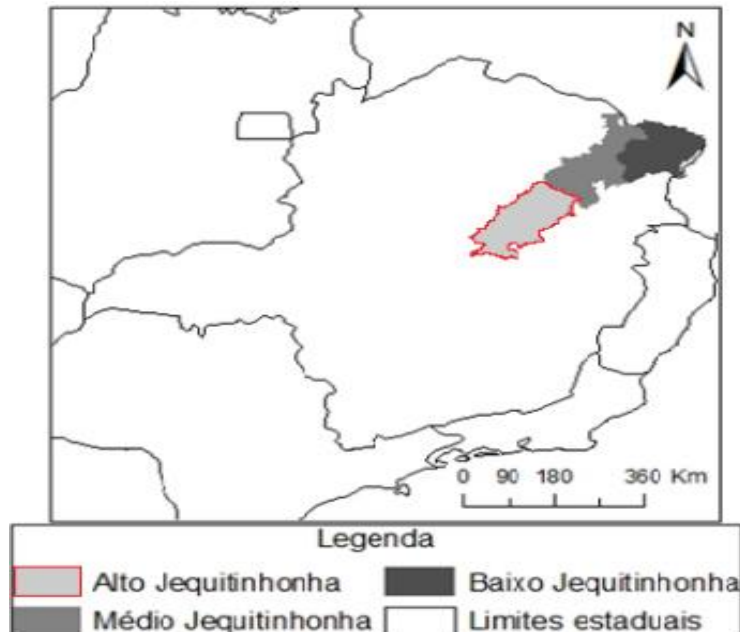 N
0 90 180 360 Km
Legenda
Alto Jequitinhonha Baixo Jequitinhonha
Médio Jequitinhonha Limites estaduais